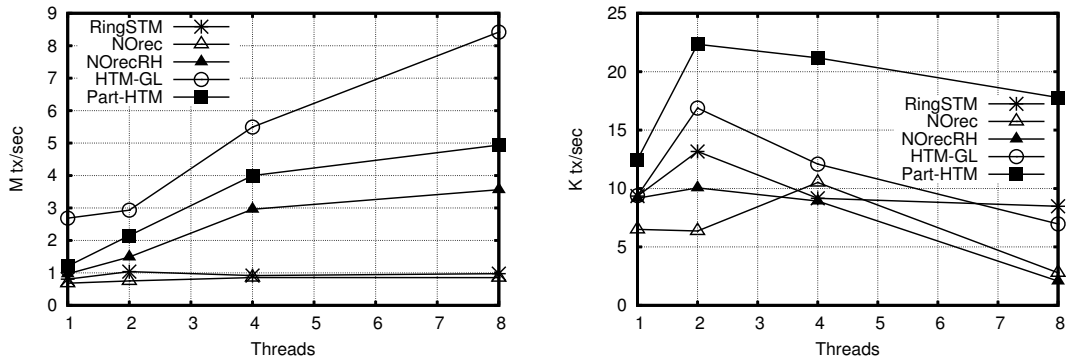 M tx/sec
9
8
7
6
5
4
3
2
1
0
RingSTM
NOrec
NOrecRH
HTM-GL
Part-HTM
1 2 3 4 5 6 7 8
Threads
K tx/sec
25
20
15
10
5
0
RingSTM
NOrec
NOrecRH
HTM-GL
Part-HTM
1 2 3 4 5 6 7 8
Threads